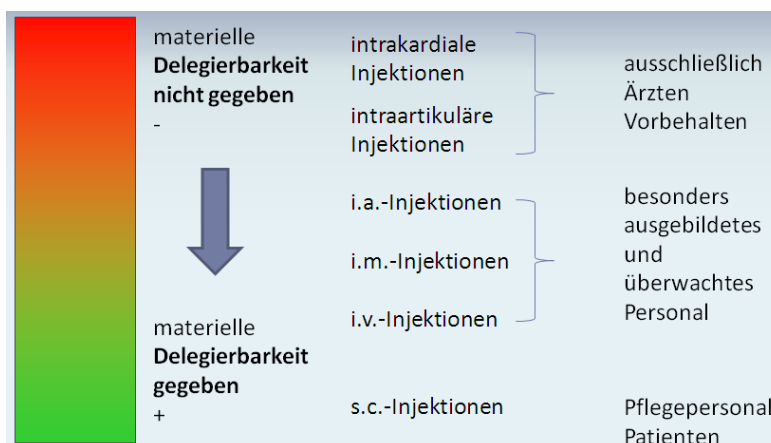 materielle
Delegierbarkeit
nicht gegeben
-
intrakardiale
Injektionen
intraartikuläre
Injektionen
ausschließlich
Ärzten
Vorbehalten
i.a.-Injektionen
i.m.-Injektionen
i.v.-Injektionen
besonders
ausgebildetes
und
überwachtes
Personal
materielle
Delegierbarkeit
gegeben
+
s.c.-Injektionen
Pflegepersonal
Patienten